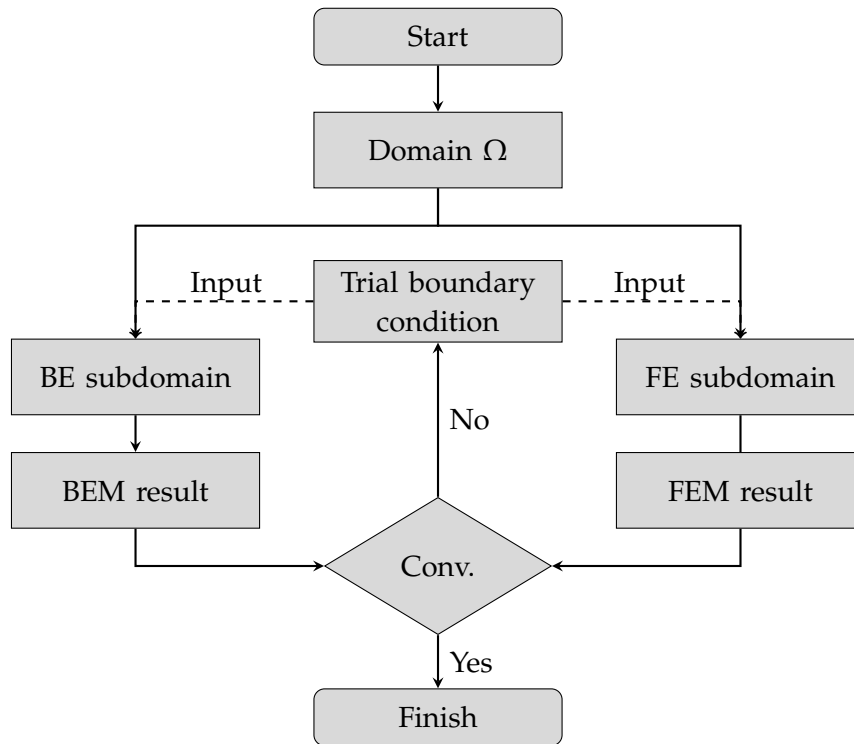 Start
Domain Ω
Input
Trial boundary
condition
Input
BE subdomain
FE subdomain
No
BEM result
FEM result
Conv.
Yes
Finish